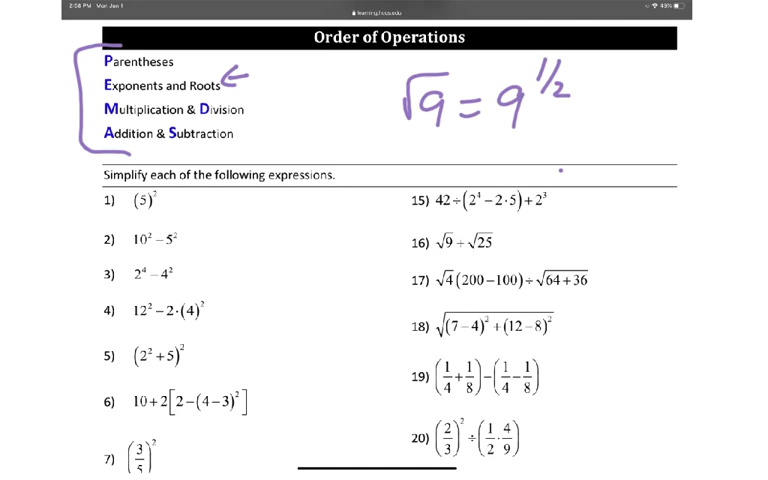 2:58 PM Mon Jan 1
49%
Order of Operations
Parentheses
Exponents and Roots
Multiplication & Division
Addition & Subtraction
√9 = 9^1/2
Simplify each of the following expressions.
1) (5)²
2) 10² – 5²
3) 2⁴ – 4²
4) 12² – 2·(4)²
5) (2² + 5)²
6) 10 + 2[2 – (4 – 3)²]
7) (3/5)²
15) 42 ÷ (2⁴ – 2·5) + 2³
16) √9 ÷ √25
17) √4(200 – 100) ÷ √(64 + 36)
18) √((7 – 4)² + (12 – 8)²)
19) (1/4 + 1/8) – (1/4 – 1/8)
20) (2/3)² ÷ (1/2 · 4/9)